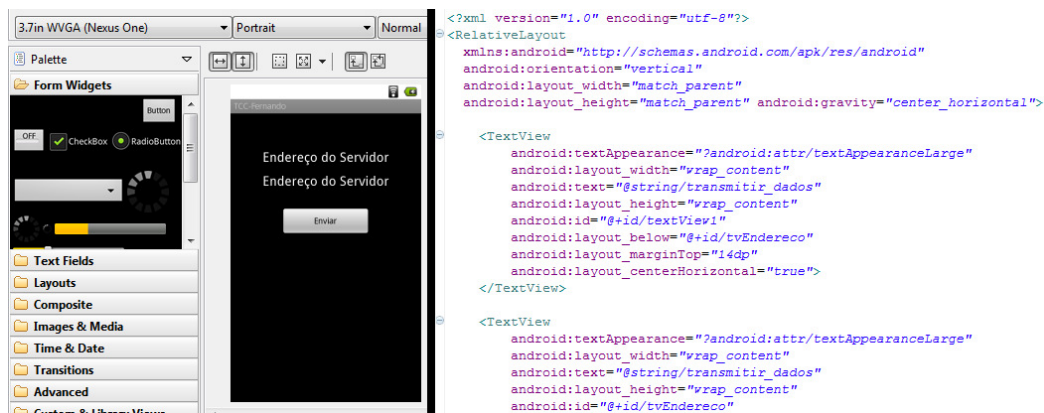 3.7in WVGA (Nexus One)
Portrait
Normal
Palette
Form Widgets
Button
OFF
CheckBox
RadioButton
Text Fields
Layouts
Composite
Images & Media
Time & Date
Transitions
Advanced
Custom & Library Views
TCC-Fernando
Endereço do Servidor
Endereço do Servidor
Enviar
<?xml version="1.0" encoding="utf-8"?>
<RelativeLayout
xmlns:android="http://schemas.android.com/apk/res/android"
android:orientation="vertical"
android:layout_width="match_parent"
android:layout_height="match_parent" android:gravity="center_horizontal">
<TextView
android:textAppearance="?android:attr/textAppearanceLarge"
android:layout_width="wrap_content"
android:text="@string/transmitir_dados"
android:layout_height="wrap_content"
android:id="@+id/textView1"
android:layout_below="@+id/tvEndereco"
android:layout_marginTop="14dp"
android:layout_centerHorizontal="true">
</TextView>
<TextView
android:textAppearance="?android:attr/textAppearanceLarge"
android:layout_width="wrap_content"
android:text="@string/transmitir_dados"
android:layout_height="wrap_content"
android:id="@+id/tvEndereco"